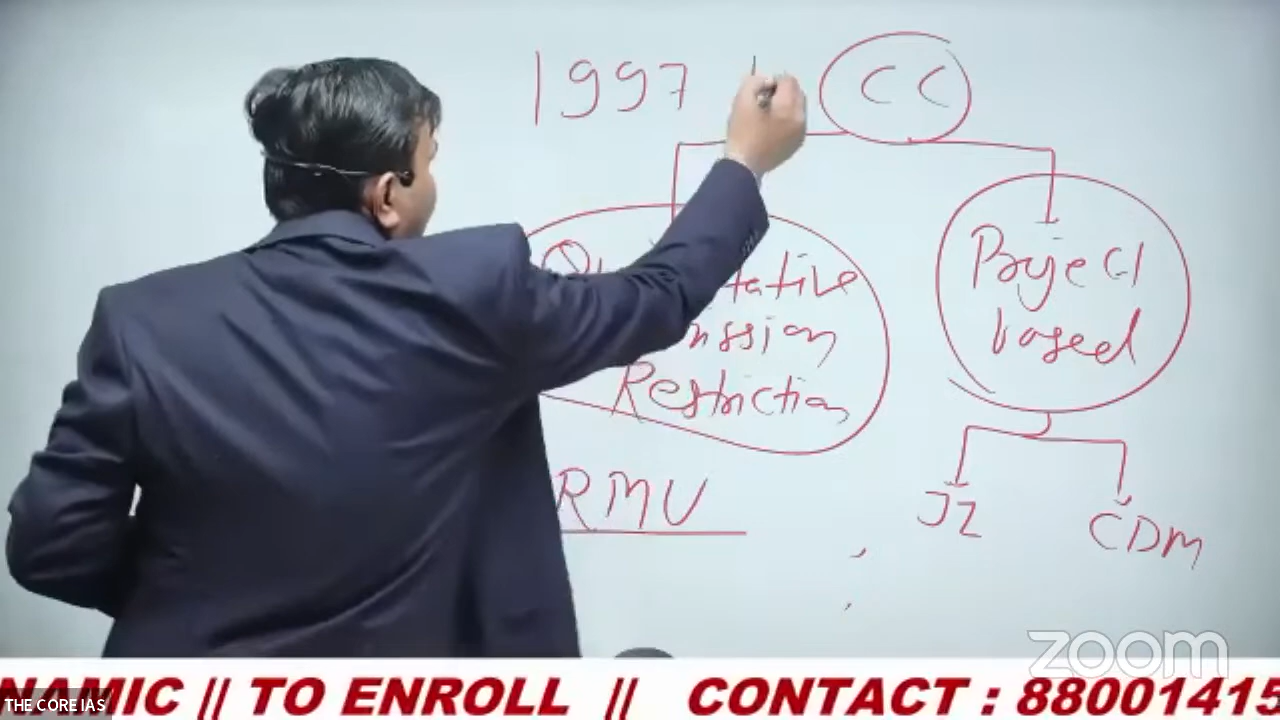 1997
CC
Project
based
Restriction
RMU
JI
CDM
zoom
NAMIC || TO ENROLL || CONTACT : 88001415
THE CORE IAS